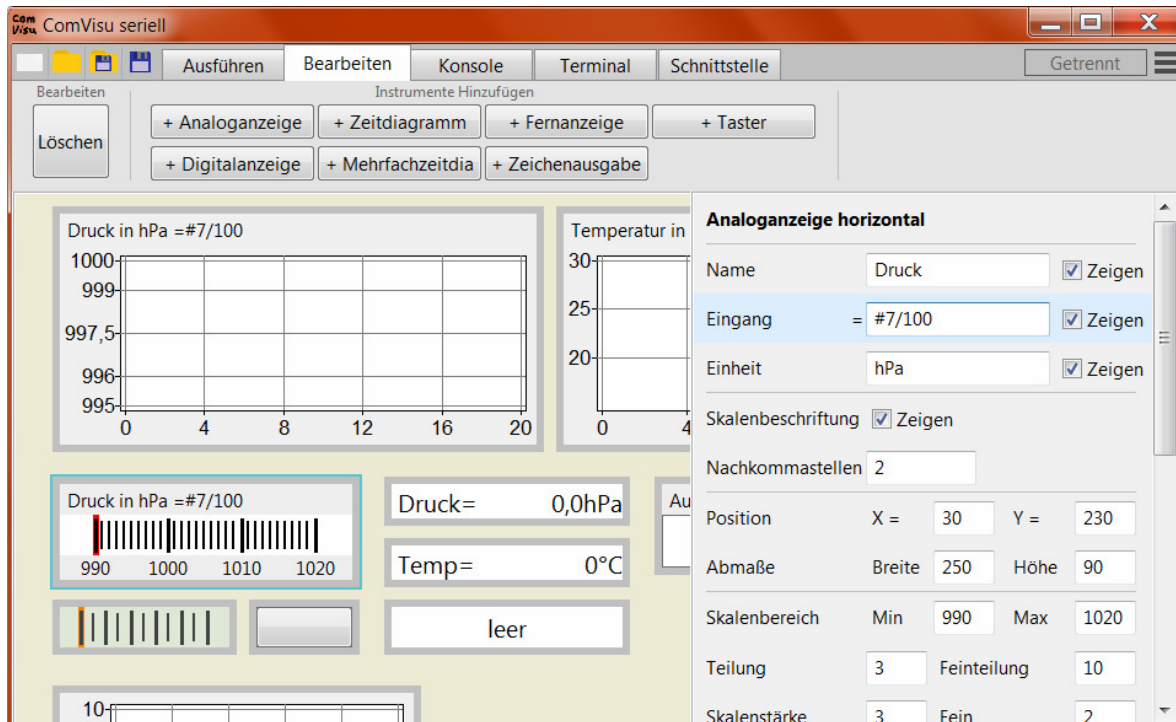 Com
Visu ComVisu seriell
Ausführen Bearbeiten Konsole Terminal Schnittstelle Getrennt
Bearbeiten Instrumente Hinzufügen
Löschen
+ Analoganzeige + Zeitdiagramm + Fernanzeige + Taster
+ Digitalanzeige + Mehrfachzeitdia + Zeichenausgabe
Druck in hPa =#7/100
1000
999
997,5
996
995
0 4 8 12 16 20
Temperatur in
30
25
20
0 4
Druck in hPa =#7/100
990 1000 1010 1020
Druck= 0,0hPa
Temp= 0°C
leer
Au
10
Analoganzeige horizontal
Name Druck Zeigen
Eingang = #7/100 Zeigen
Einheit hPa Zeigen
Skalenbeschriftung Zeigen
Nachkommastellen 2
Position X = 30 Y = 230
Abmaße Breite 250 Höhe 90
Skalenbereich Min 990 Max 1020
Teilung 3 Feinteilung 10
Skalenstärke 3 Fein 2